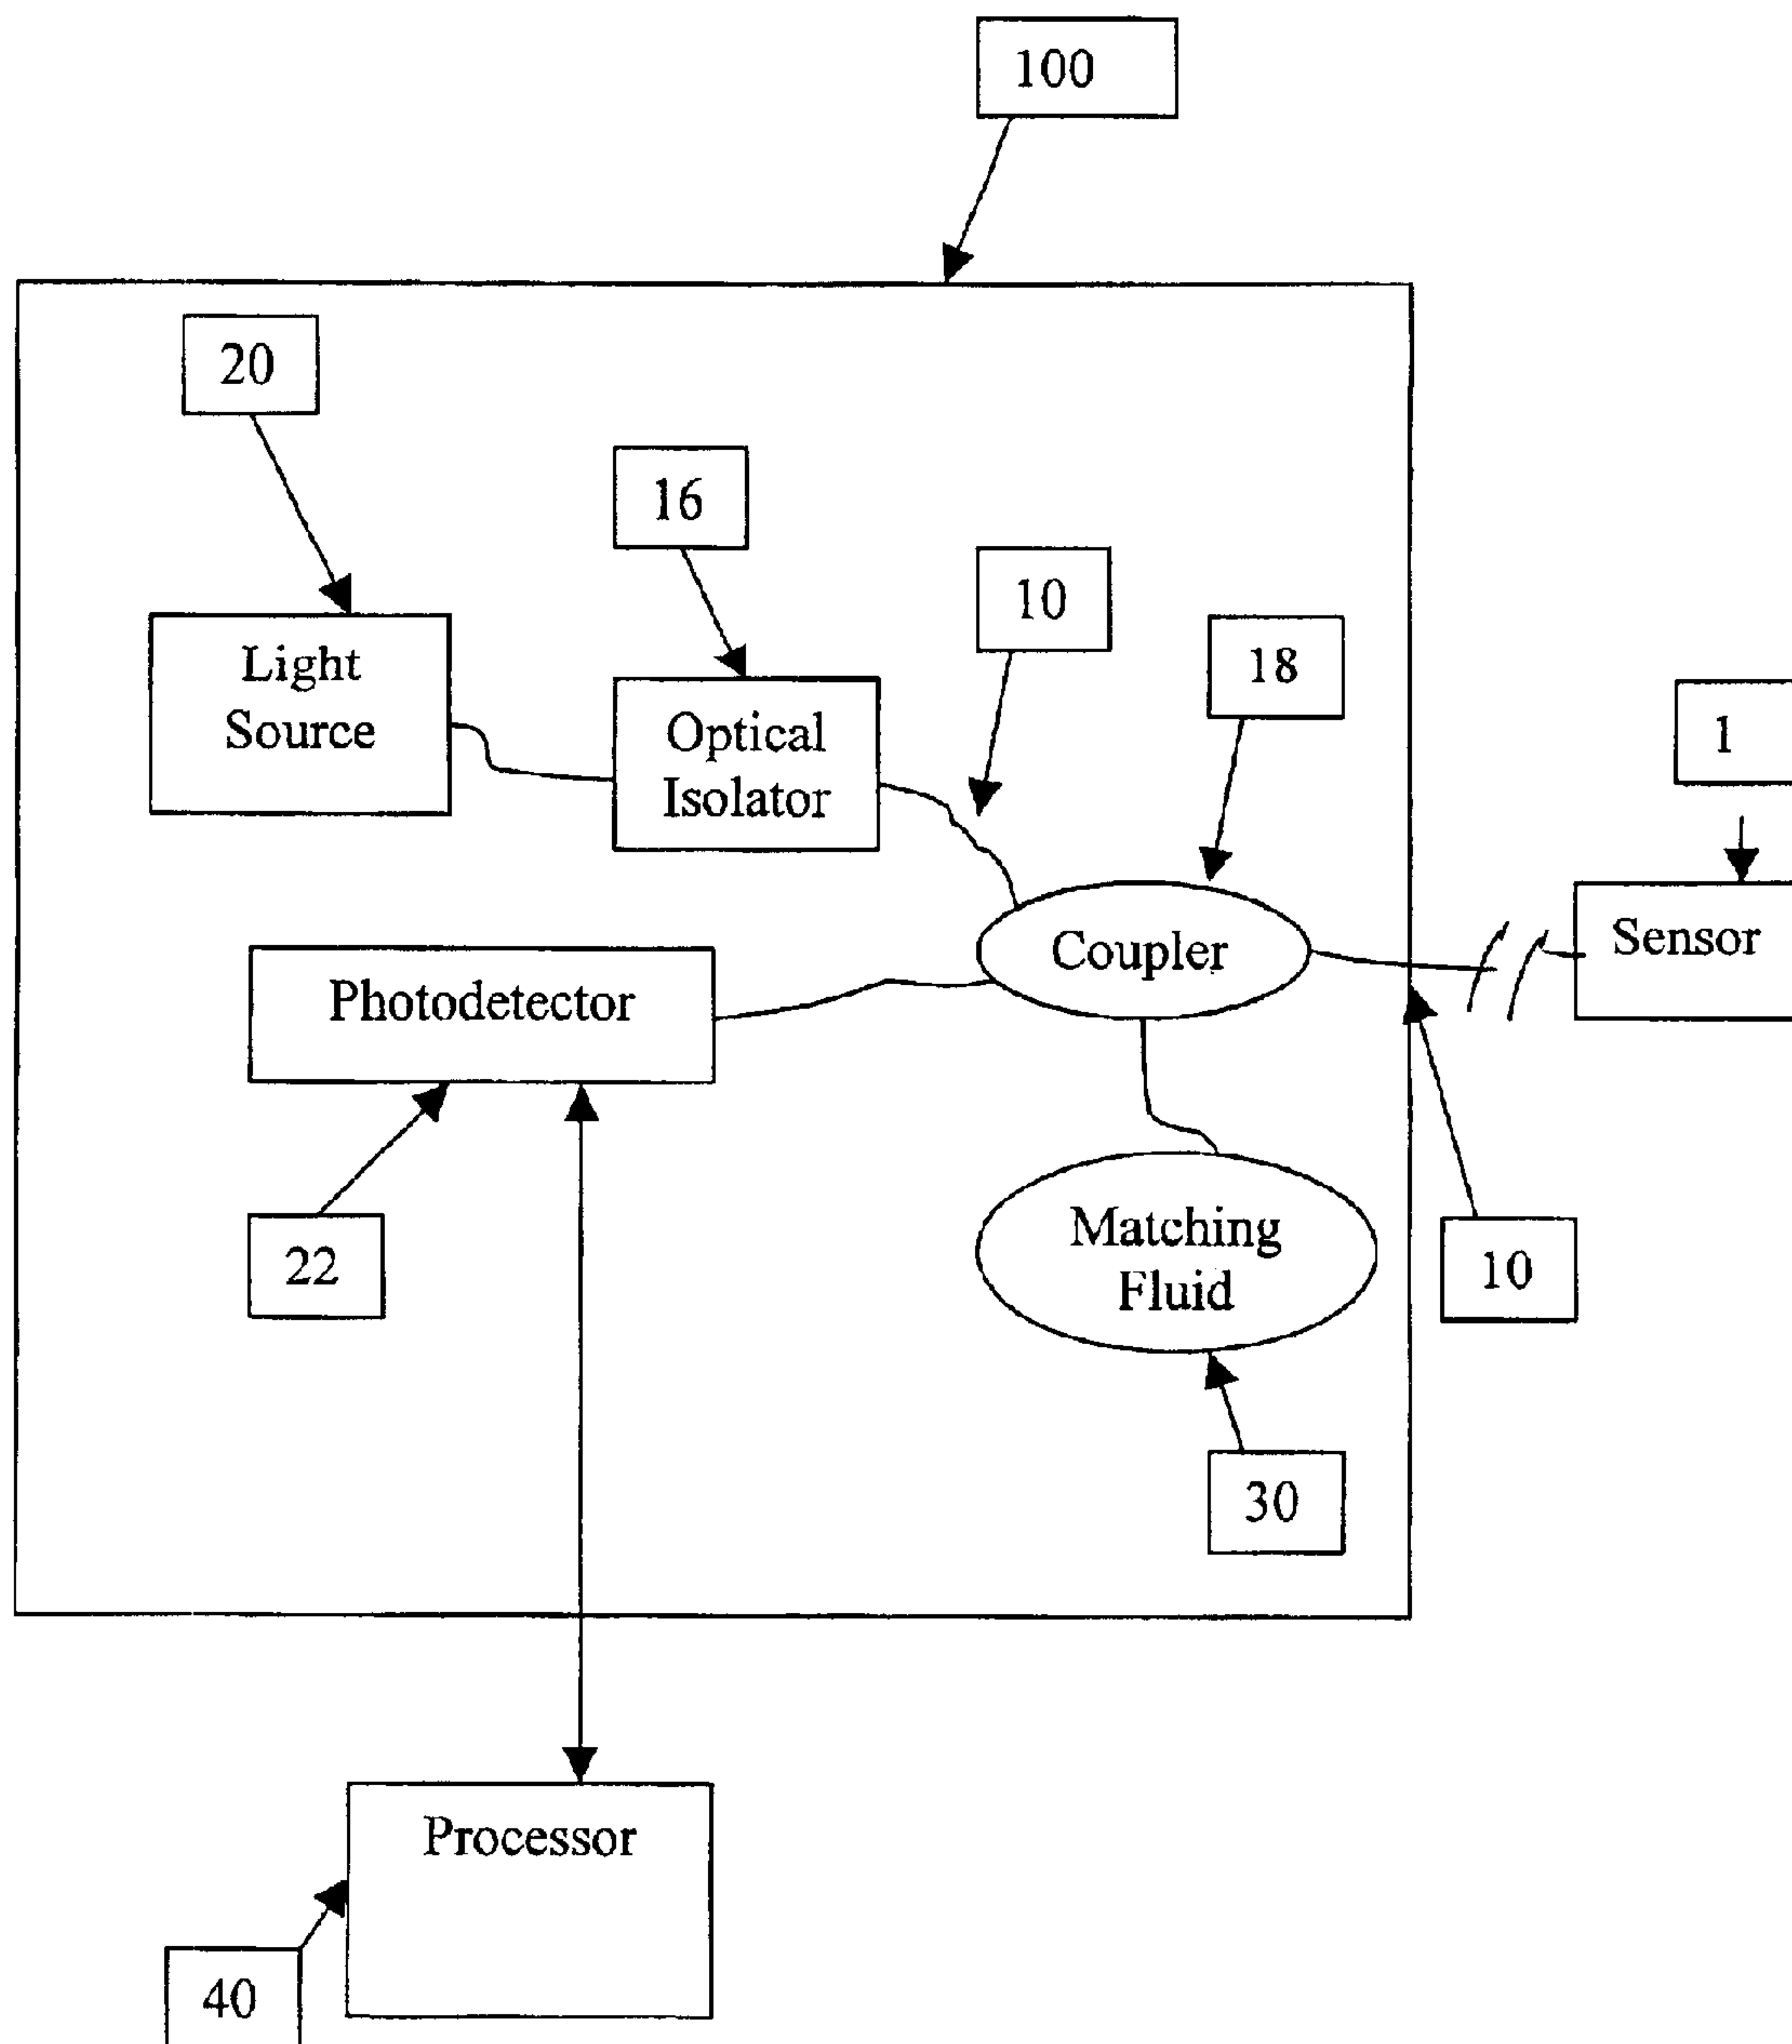 100
20
16
10
18
Light
Source
Optical
Isolator
1
Coupler
Sensor
Photodetector
Matching
Fluid
22
10
30
Processor
40